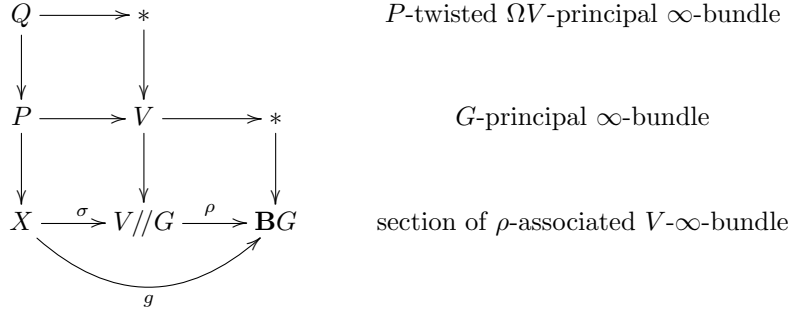 Q * P-twisted ΩV-principal ∞-bundle
P V * G-principal ∞-bundle
σ ρ
X V//G BG section of ρ-associated V-∞-bundle
g